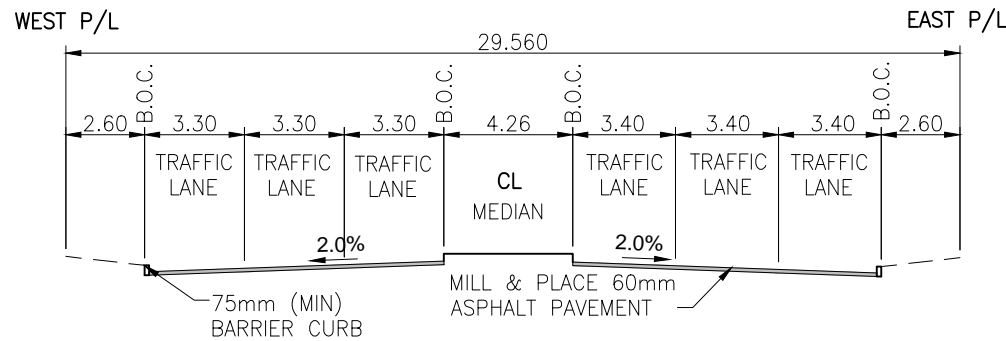 WEST P/L
EAST P/L
29.560
B.O.C.
B.O.C.
B.O.C.
B.O.C.
2.60 3.30 3.30 3.30 4.26 3.40 3.40 3.40 2.60
TRAFFIC LANE
TRAFFIC LANE
TRAFFIC LANE
CL
MEDIAN
TRAFFIC LANE
TRAFFIC LANE
TRAFFIC LANE
2.0%
2.0%
75mm (MIN)
BARRIER CURB
MILL & PLACE 60mm
ASPHALT PAVEMENT